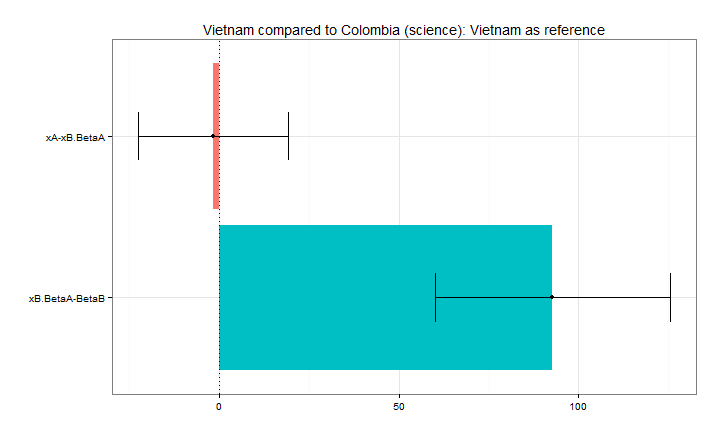 Vietnam compared to Colombia (science): Vietnam as reference
xA-xB.BetaA
xB.BetaA-BetaB
0 50 100